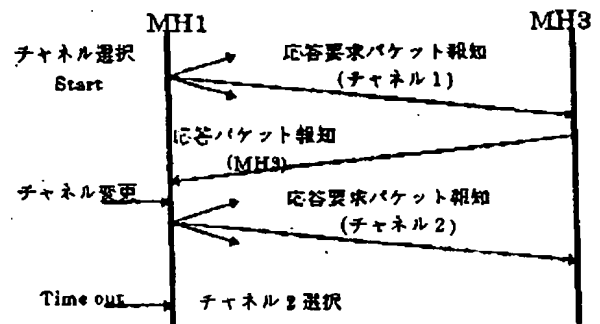 MH1
MH3
チャネル選択
Start
応答要求パケット報知
(チャネル1)
応答パケット報知
(MH3)
チャネル変更
応答要求パケット報知
(チャネル2)
Time out
チャネル2選択